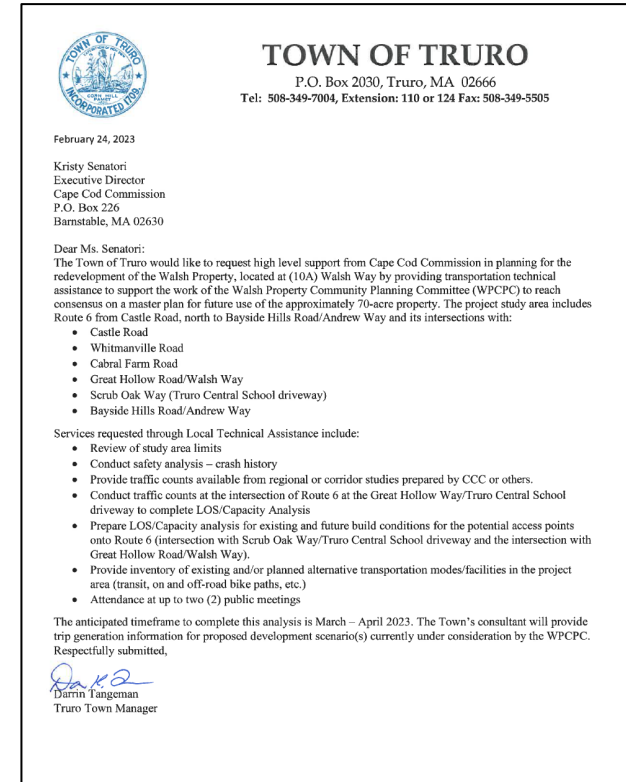 TOWN OF TRURO
INCORPORATED 1709.
CORN HILL
PAMET
TOWN OF TRURO
P.O. Box 2030, Truro, MA 02666
Tel: 508-349-7004, Extension: 110 or 124 Fax: 508-349-5505
February 24, 2023
Kristy Senatori
Executive Director
Cape Cod Commission
P.O. Box 226
Barnstable, MA 02630
Dear Ms. Senatori:
The Town of Truro would like to request high level support from Cape Cod Commission in planning for the
redevelopment of the Walsh Property, located at (10A) Walsh Way by providing transportation technical
assistance to support the work of the Walsh Property Community Planning Committee (WPCPC) to reach
consensus on a master plan for future use of the approximately 70-acre property. The project study area includes
Route 6 from Castle Road, north to Bayside Hills Road/Andrew Way and its intersections with:
• Castle Road
• Whitmanville Road
• Cabral Farm Road
• Great Hollow Road/Walsh Way
• Scrub Oak Way (Truro Central School driveway)
• Bayside Hills Road/Andrew Way
Services requested through Local Technical Assistance include:
• Review of study area limits
• Conduct safety analysis – crash history
• Provide traffic counts available from regional or corridor studies prepared by CCC or others.
• Conduct traffic counts at the intersection of Route 6 at the Great Hollow Way/Truro Central School
driveway to complete LOS/Capacity Analysis
• Prepare LOS/Capacity analysis for existing and future build conditions for the potential access points
onto Route 6 (intersection with Scrub Oak Way/Truro Central School driveway and the intersection with
Great Hollow Road/Walsh Way).
• Provide inventory of existing and/or planned alternative transportation modes/facilities in the project
area (transit, on and off-road bike paths, etc.)
• Attendance at up to two (2) public meetings
The anticipated timeframe to complete this analysis is March – April 2023. The Town's consultant will provide
trip generation information for proposed development scenario(s) currently under consideration by the WPCPC.
Respectfully submitted,
Darrin Tangeman
Truro Town Manager